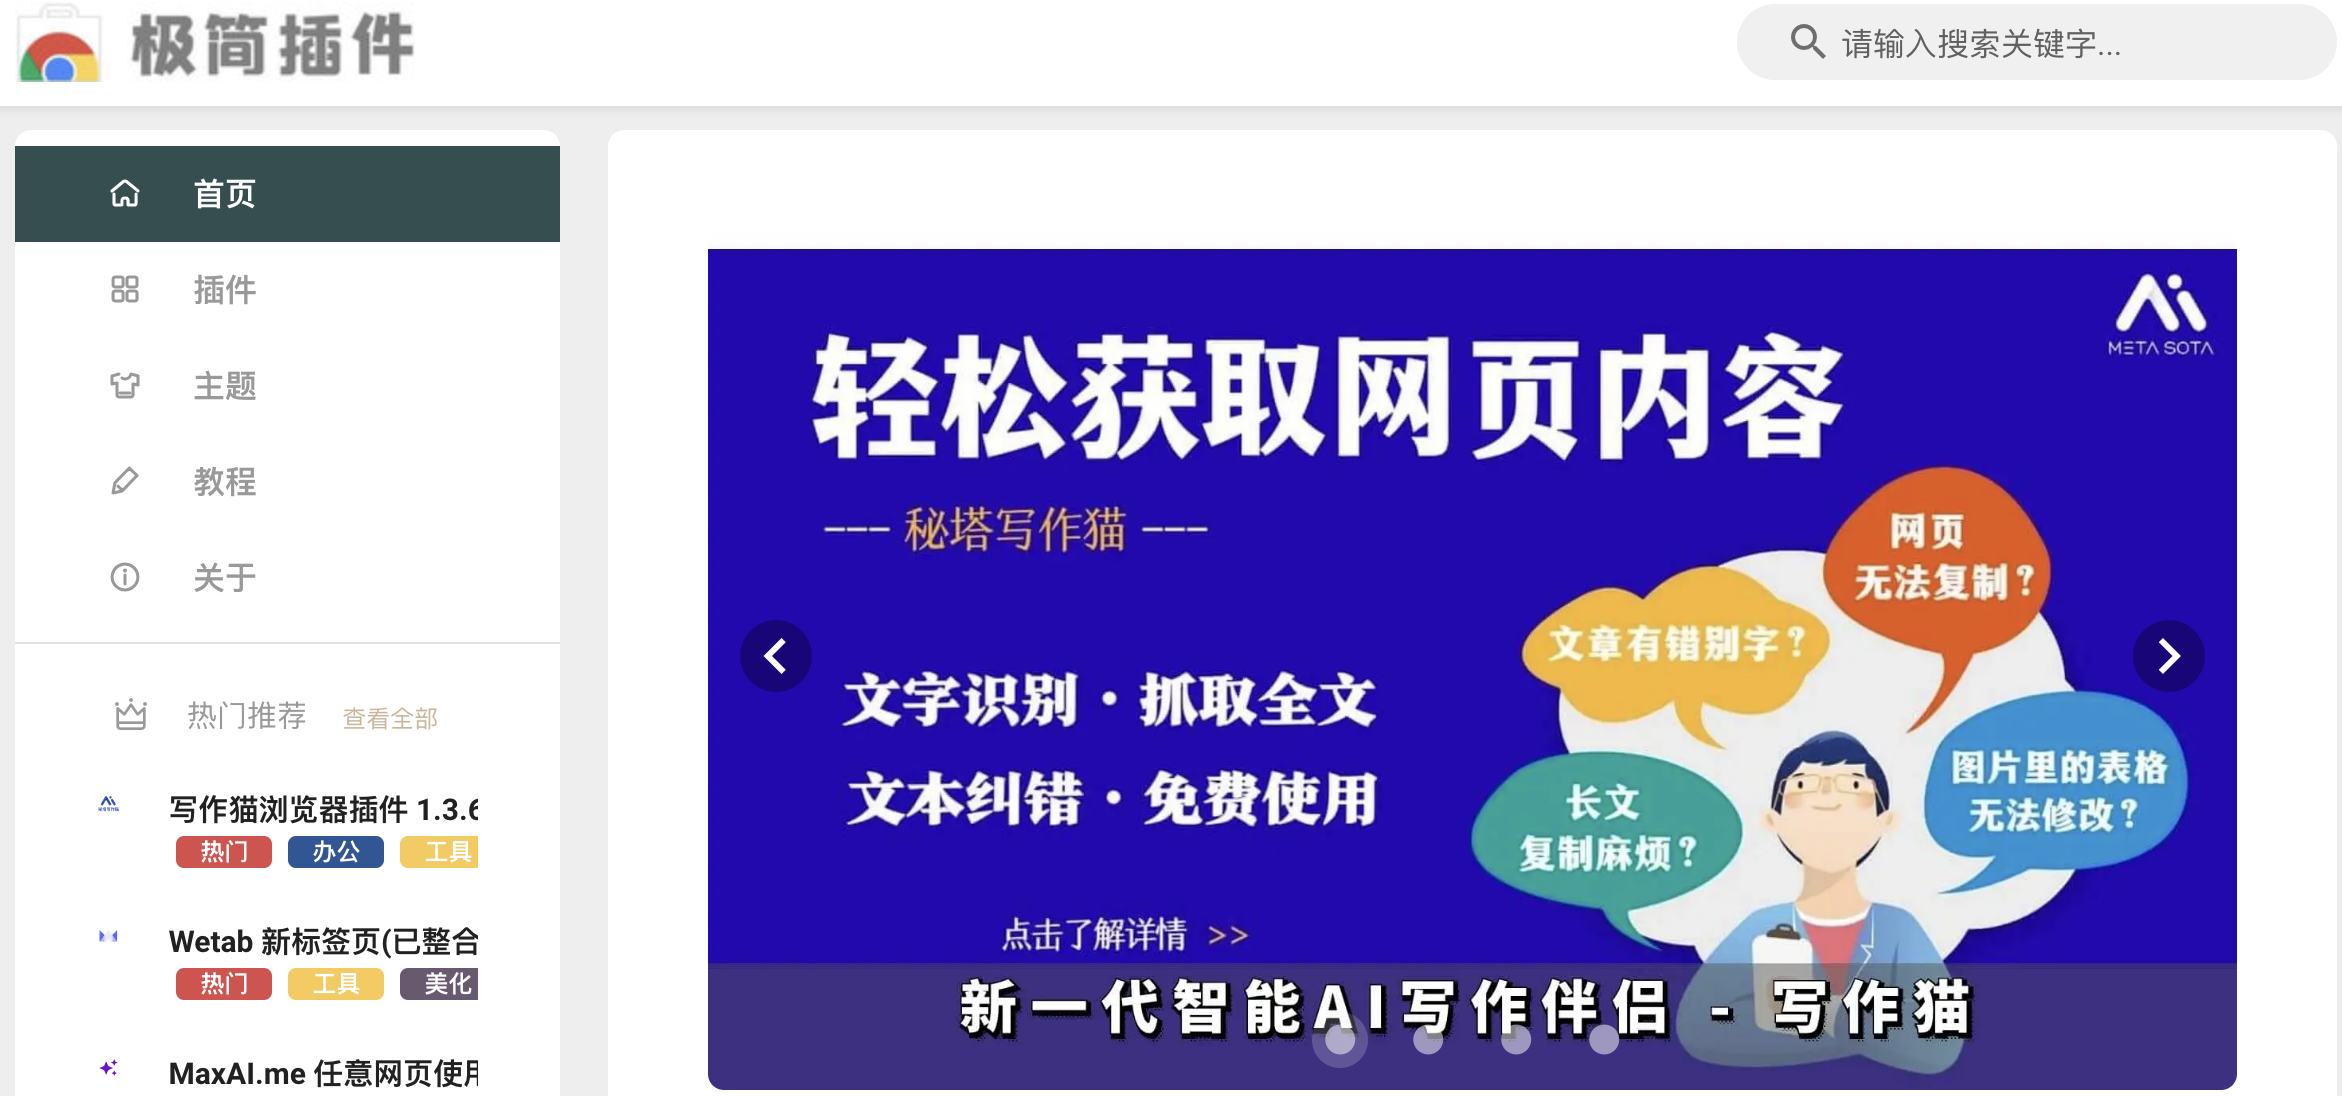 极简插件
请输入搜索关键字...
首页
插件
主题
教程
关于
热门推荐 查看全部
写作猫浏览器插件 1.3.6
热门 办公 工具
Wetab 新标签页(已整合
热门 工具 美化
MaxAI.me 任意网页使用
META SOTA
轻松获取网页内容
--- 秘塔写作猫 ---
网页
无法复制？
文章有错别字？
文字识别·抓取全文
图片里的表格
无法修改？
长文
复制麻烦？
文本纠错·免费使用
点击了解详情 >>
新一代智能AI写作伴侣 - 写作猫